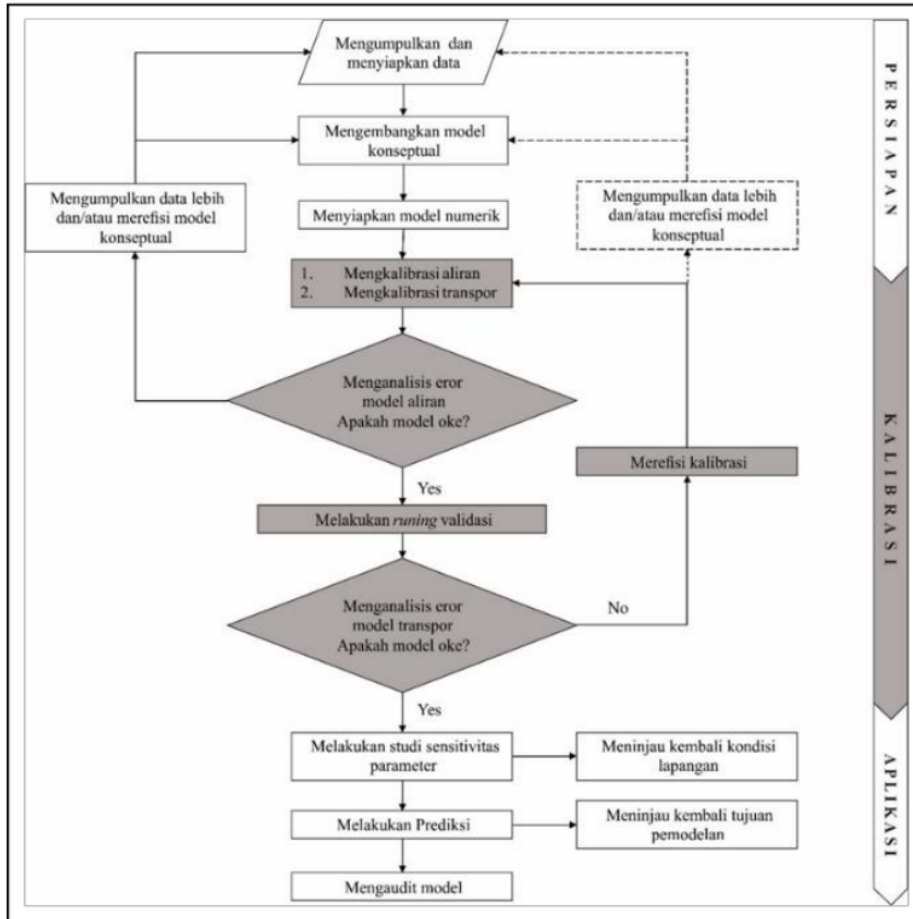 Mengumpulkan dan
menyiapkan data
Mengembangkan model
konseptual
Mengumpulkan data lebih
dan/atau merefisi model
konseptual
Mengumpulkan data lebih
dan/atau merefisi model
konseptual
Menyiapkan model numerik
1. Mengkalibrasi aliran
2. Mengkalibrasi transpor
Menganalisis eror
model aliran
Apakah model oke?
Merefisi kalibrasi
Yes
Melakukan runing validasi
Menganalisis eror
model transpor
Apakah model oke?
No
Yes
Melakukan studi sensitivitas
parameter
Meninjau kembali kondisi
lapangan
Melakukan Prediksi
Meninjau kembali tujuan
pemodelan
Mengaudit model
PERSIAPAN
KALIBRASI
APLIKASI